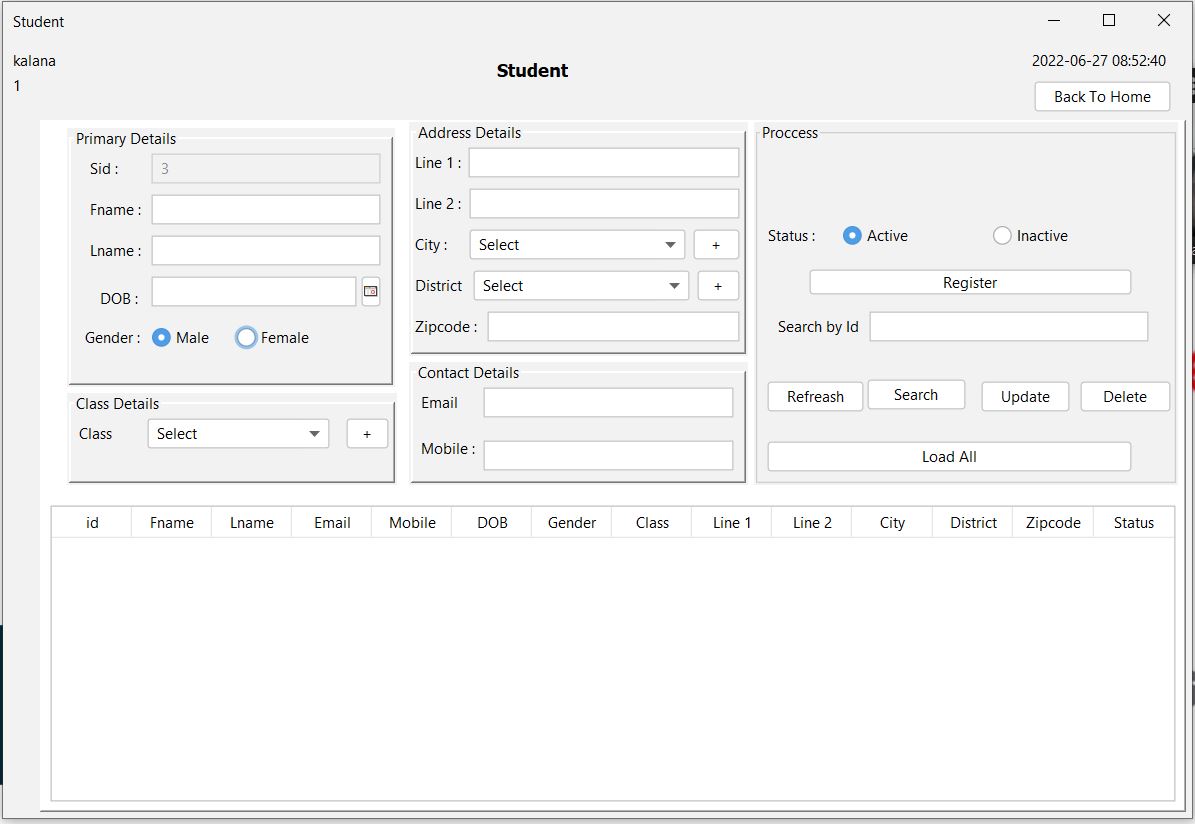 Student
kalana
1
Student
2022-06-27 08:52:40
Back To Home
Primary Details
Sid :
3
Fname :
Lname :
DOB :
Gender :
Male
Female
Class Details
Class
Select
+
Address Details
Line 1 :
Line 2 :
City :
Select
+
District
Select
+
Zipcode :
Contact Details
Email
Mobile :
Proccess
Status :
Active
Inactive
Register
Search by Id
Refreash
Search
Update
Delete
Load All
id Fname Lname Email Mobile DOB Gender Class Line 1 Line 2 City District Zipcode Status